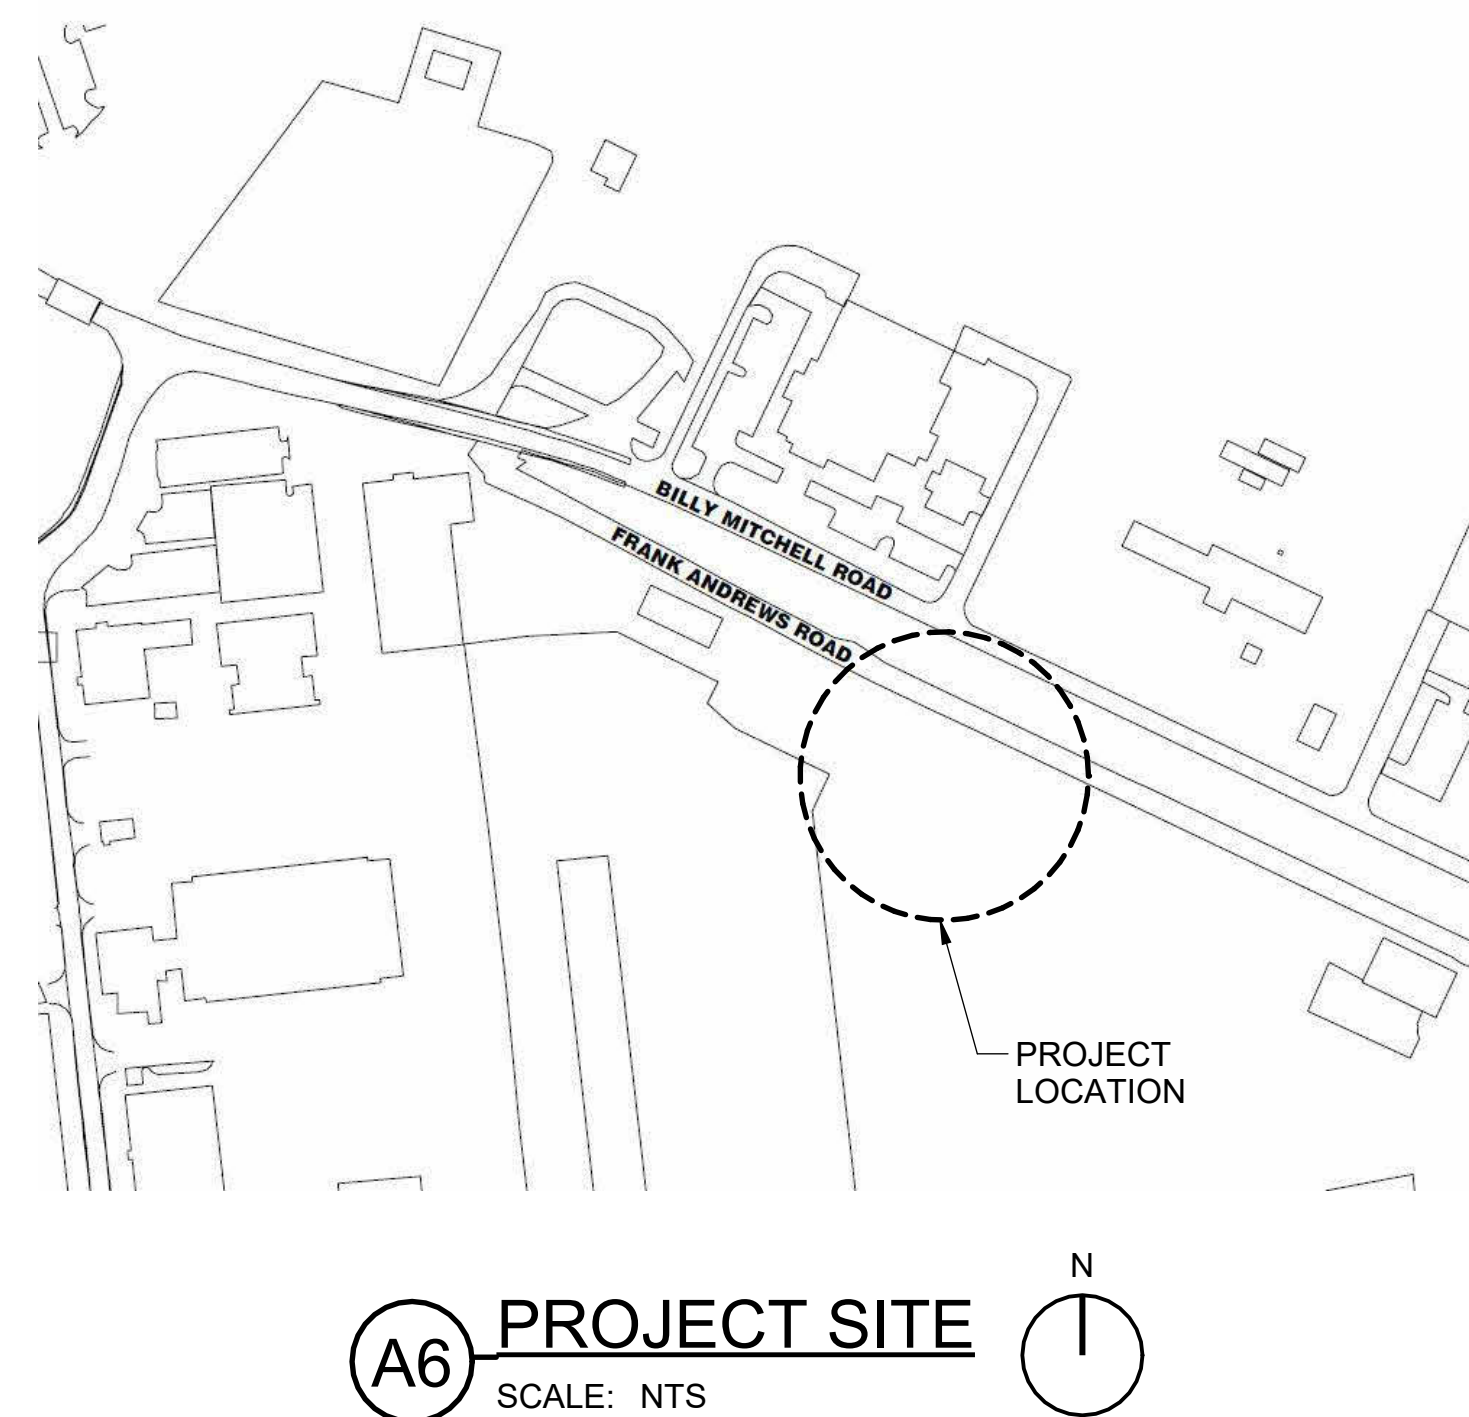 BILLY MITCHELL ROAD
FRANK ANDREWS ROAD
PROJECT
LOCATION
N
A6
PROJECT SITE
SCALE: NTS